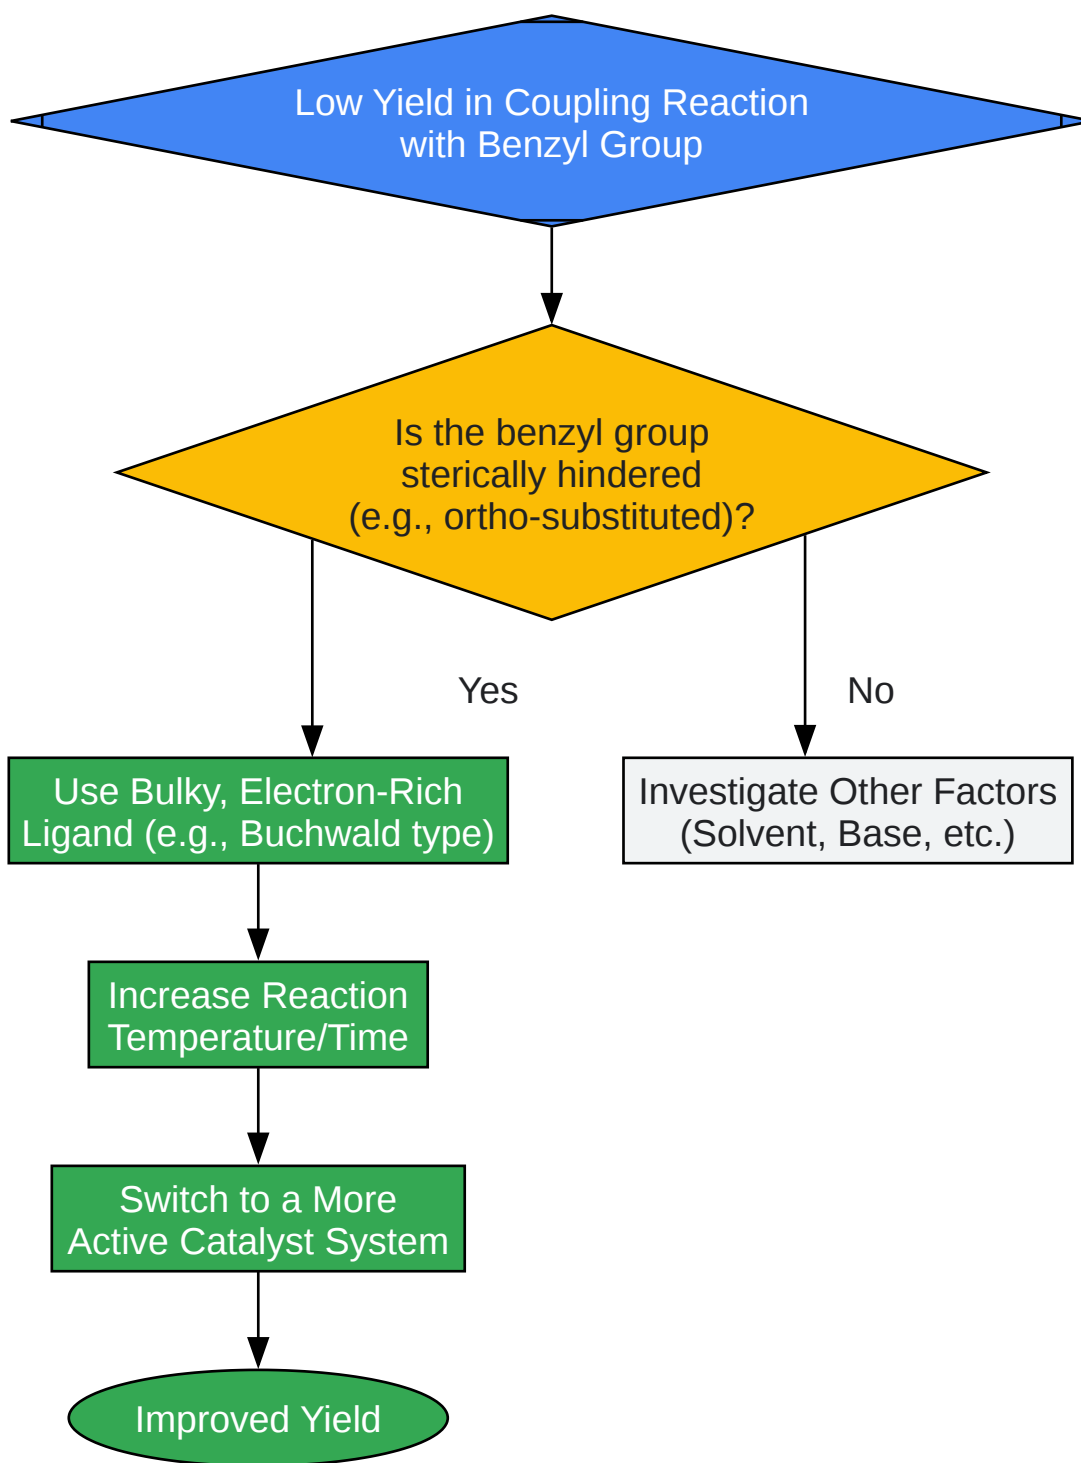 Low Yield in Coupling Reaction
with Benzyl Group
Is the benzyl group
sterically hindered
(e.g., ortho-substituted)?
Yes
No
Use Bulky, Electron-Rich
Ligand (e.g., Buchwald type)
Investigate Other Factors
(Solvent, Base, etc.)
Increase Reaction
Temperature/Time
Switch to a More
Active Catalyst System
Improved Yield